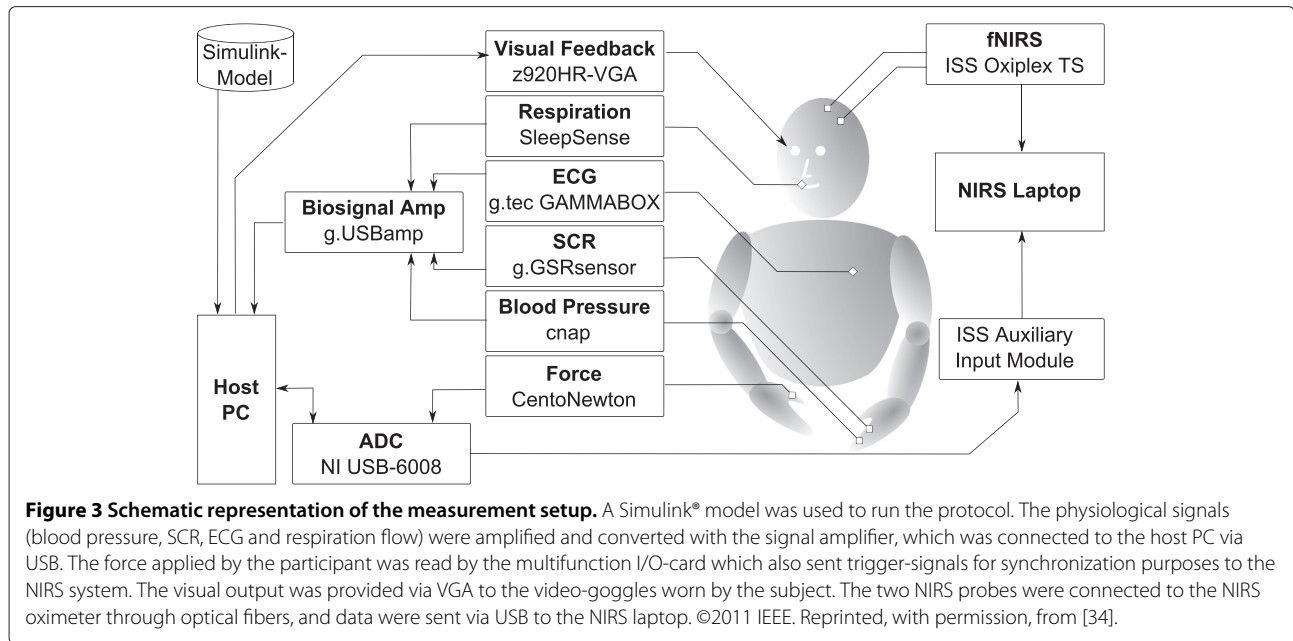 Simulink-
Model
Visual Feedback
z920HR-VGA
fNIRS
ISS Oxiplex TS
Respiration
SleepSense
ECG
g.tec GAMMABOX
NIRS Laptop
Biosignal Amp
g.USBamp
SCR
g.GSRsensor
Blood Pressure
cnap
ISS Auxiliary
Input Module
Force
CentoNewton
Host
PC
ADC
NI USB-6008
Figure 3 Schematic representation of the measurement setup. A Simulink® model was used to run the protocol. The physiological signals
(blood pressure, SCR, ECG and respiration flow) were amplified and converted with the signal amplifier, which was connected to the host PC via
USB. The force applied by the participant was read by the multifunction I/O-card which also sent trigger-signals for synchronization purposes to the
NIRS system. The visual output was provided via VGA to the video-goggles worn by the subject. The two NIRS probes were connected to the NIRS
oximeter through optical fibers, and data were sent via USB to the NIRS laptop. ©2011 IEEE. Reprinted, with permission, from [34].